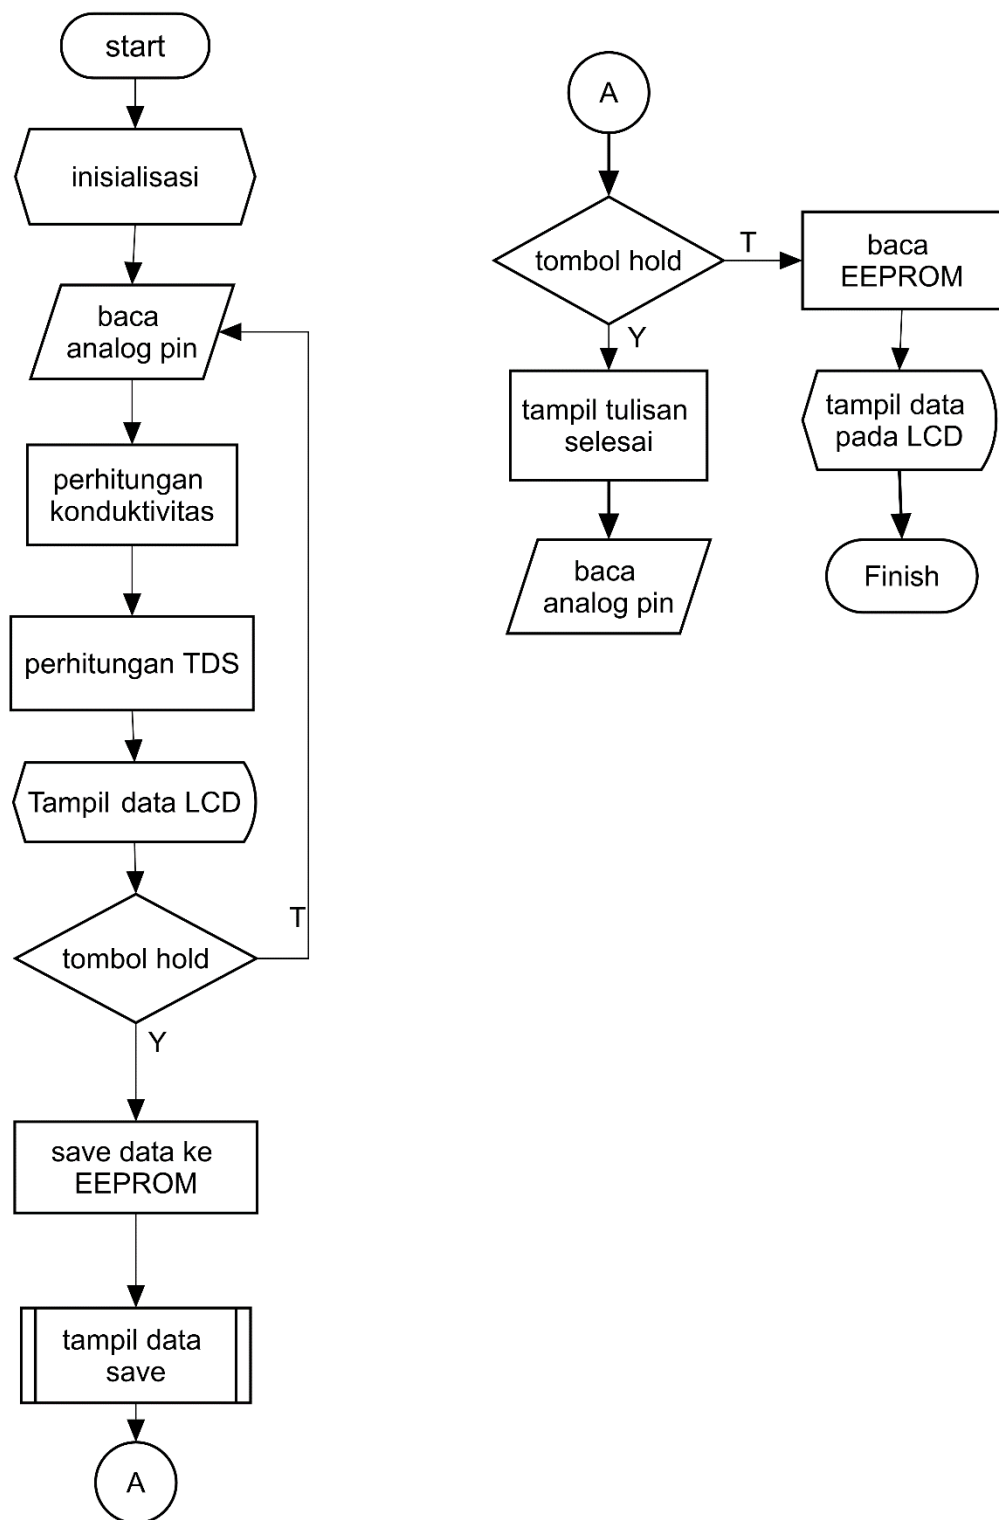 start
inisialisasi
baca
analog pin
perhitungan
konduktivitas
perhitungan TDS
Tampil data LCD
tombol hold
T
Y
save data ke
EEPROM
tampil data
save
A
A
tombol hold
T
Y
baca
EEPROM
tampil tulisan
selesai
tampil data
pada LCD
baca
analog pin
Finish